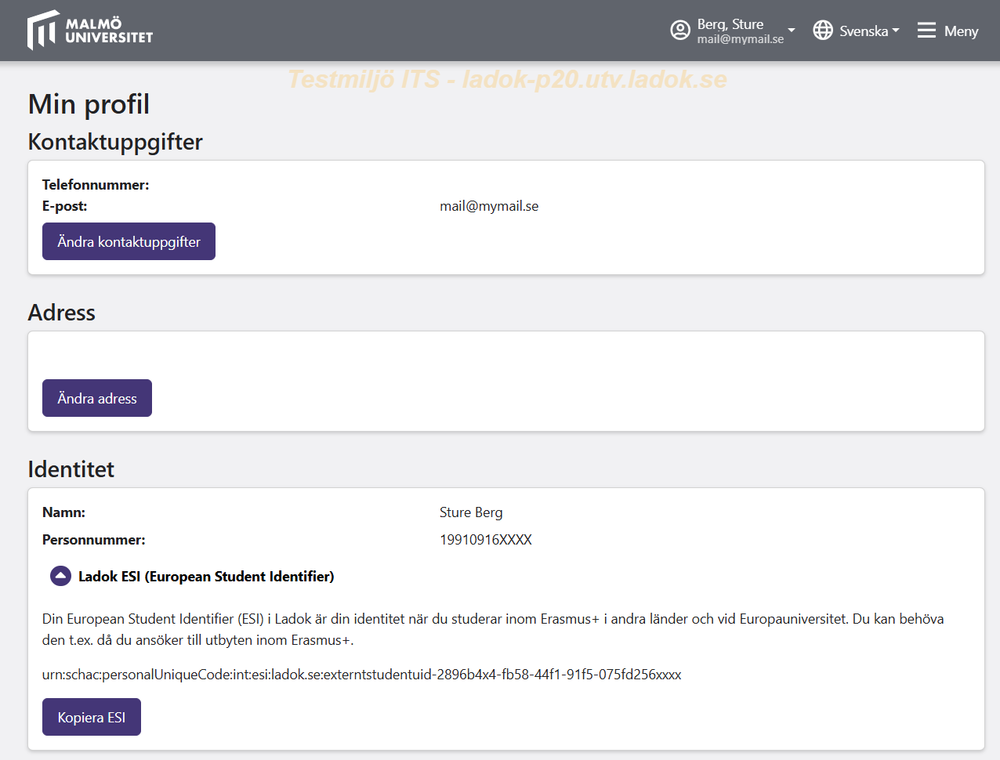 MALMÖ
UNIVERSITET
Berg, Sture
mail@mymail.se
Svenska
Meny
Testmiljö ITS - ladok-p20.utv.ladok.se
Min profil
Kontaktuppgifter
Telefonnummer:
E-post: mail@mymail.se
Ändra kontaktuppgifter
Adress
Ändra adress
Identitet
Namn: Sture Berg
Personnummer: 19910916XXXX
Ladok ESI (European Student Identifier)
Din European Student Identifier (ESI) i Ladok är din identitet när du studerar inom Erasmus+ i andra länder och vid Europauniversitet. Du kan behöva
den t.ex. då du ansöker till utbyten inom Erasmus+.
urn:schac:personalUniqueCode:int:esi:ladok.se:externtstudentuid-2896b4x4-fb58-44f1-91f5-075fd256xxxx
Kopiera ESI